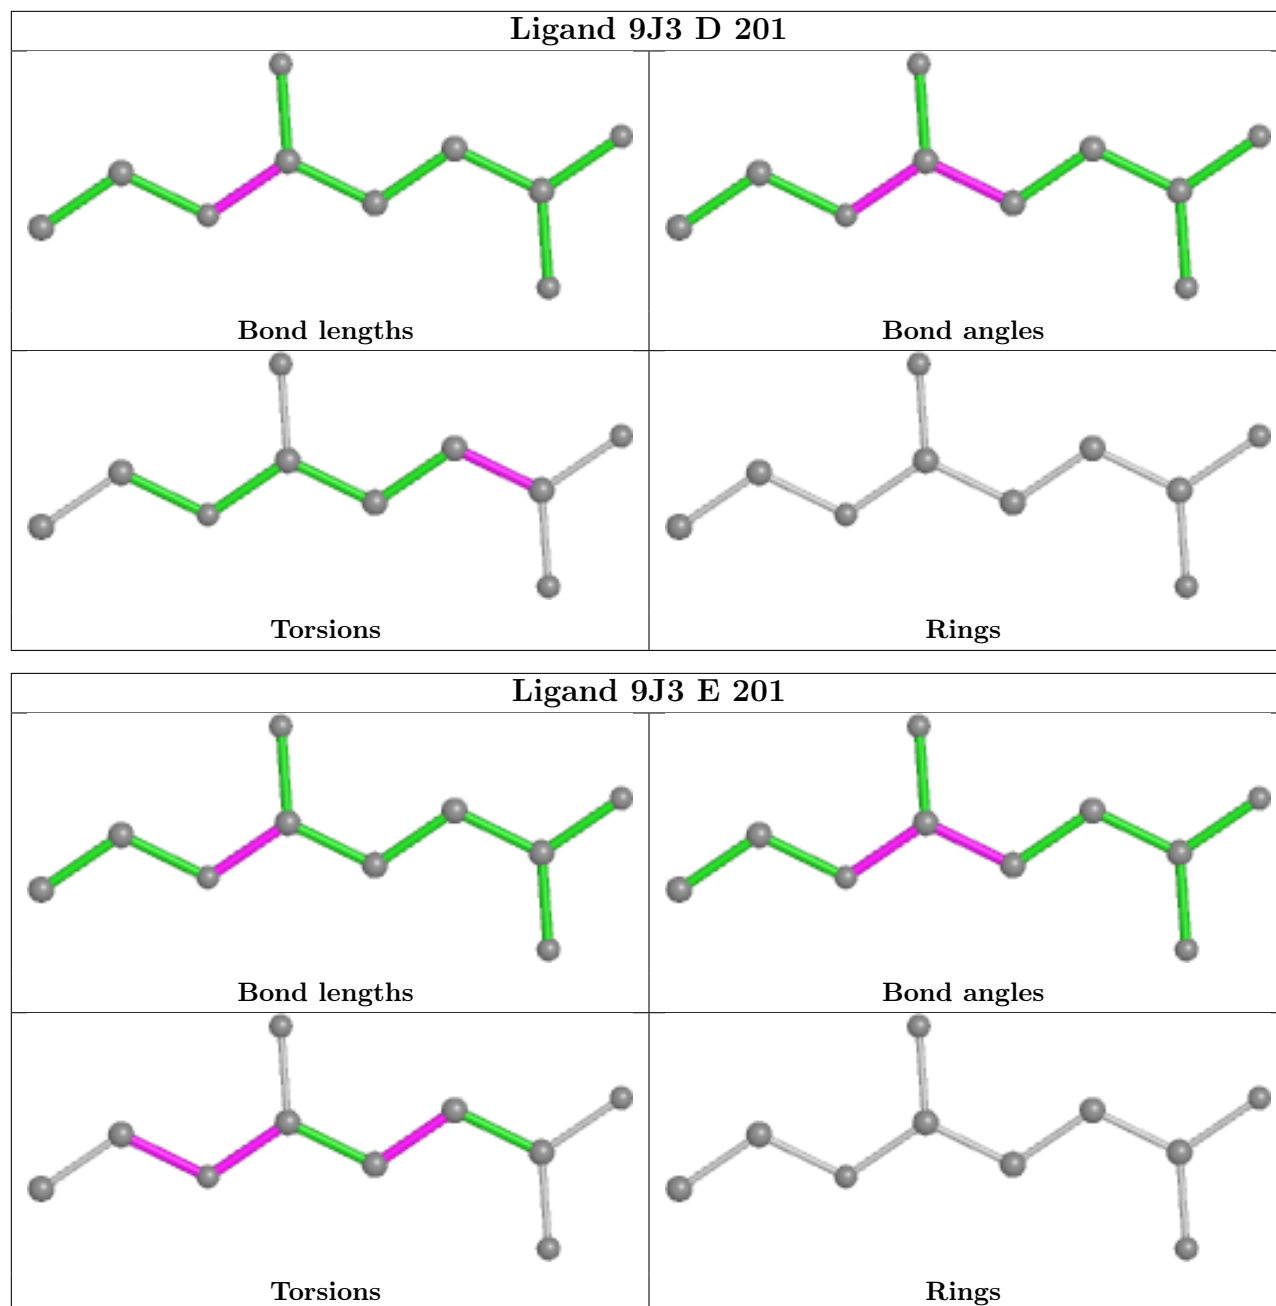 Ligand 9J3 D 201
Bond lengths
Bond angles
Torsions
Rings
Ligand 9J3 E 201
Bond lengths
Bond angles
Torsions
Rings